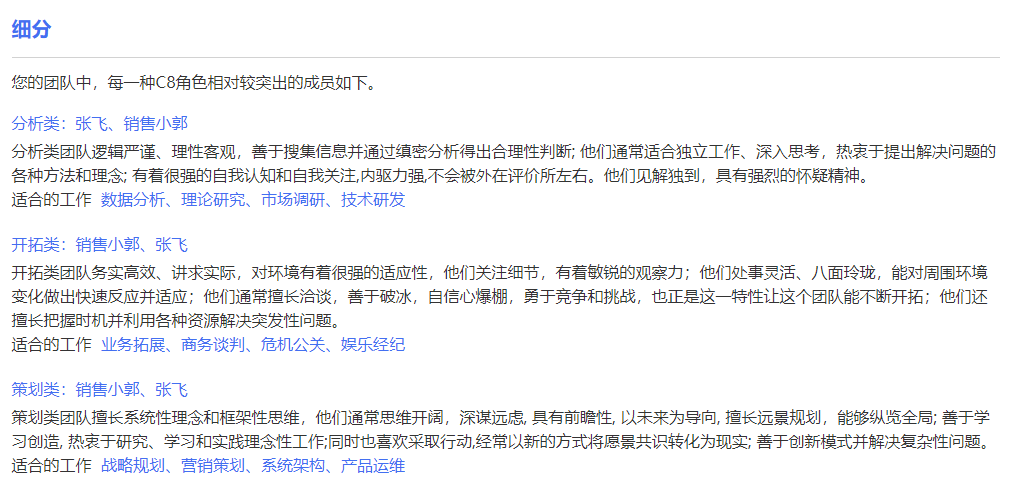 细分
您的团队中，每一种C8角色相对较突出的成员如下。
分析类：张飞、销售小郭
分析类团队逻辑严谨、理性客观，善于搜集信息并通过缜密分析得出合理性判断; 他们通常适合独立工作、深入思考，热衷于提出解决问题的
各种方法和理念; 有着很强的自我认知和自我关注,内驱力强,不会被外在评价所左右。他们见解独到，具有强烈的怀疑精神。
适合的工作 数据分析、理论研究、市场调研、技术研发
开拓类：销售小郭、张飞
开拓类团队务实高效、讲求实际，对环境有着很强的适应性，他们关注细节，有着敏锐的观察力；他们处事灵活、八面玲珑，能对周围环境
变化做出快速反应并适应；他们通常擅长洽谈，善于破冰，自信心爆棚，勇于竞争和挑战，也正是这一特性让这个团队能不断开拓；他们还
擅长把握时机并利用各种资源解决突发性问题。
适合的工作 业务拓展、商务谈判、危机公关、娱乐经纪
策划类：销售小郭、张飞
策划类团队擅长系统性理念和框架性思维，他们通常思维开阔，深谋远虑, 具有前瞻性, 以未来为导向, 擅长远景规划，能够纵览全局; 善于学
习创造, 热衷于研究、学习和实践理念性工作;同时也喜欢采取行动,经常以新的方式将愿景共识转化为现实; 善于创新模式并解决复杂性问题。
适合的工作 战略规划、营销策划、系统架构、产品运维